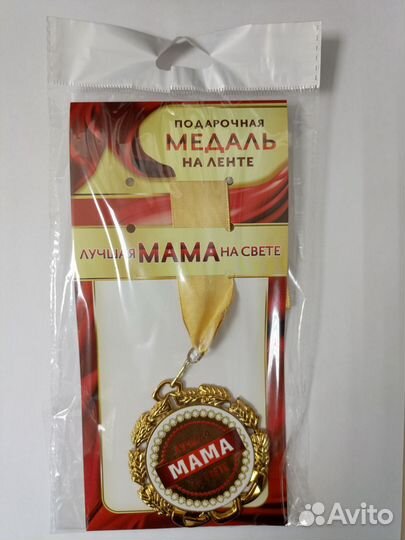 ПОДАРОЧНАЯ
МЕДАЛЬ
НА ЛЕНТЕ
ЛУЧШАЯ МАМА НА СВЕТЕ
МАМА
Avito